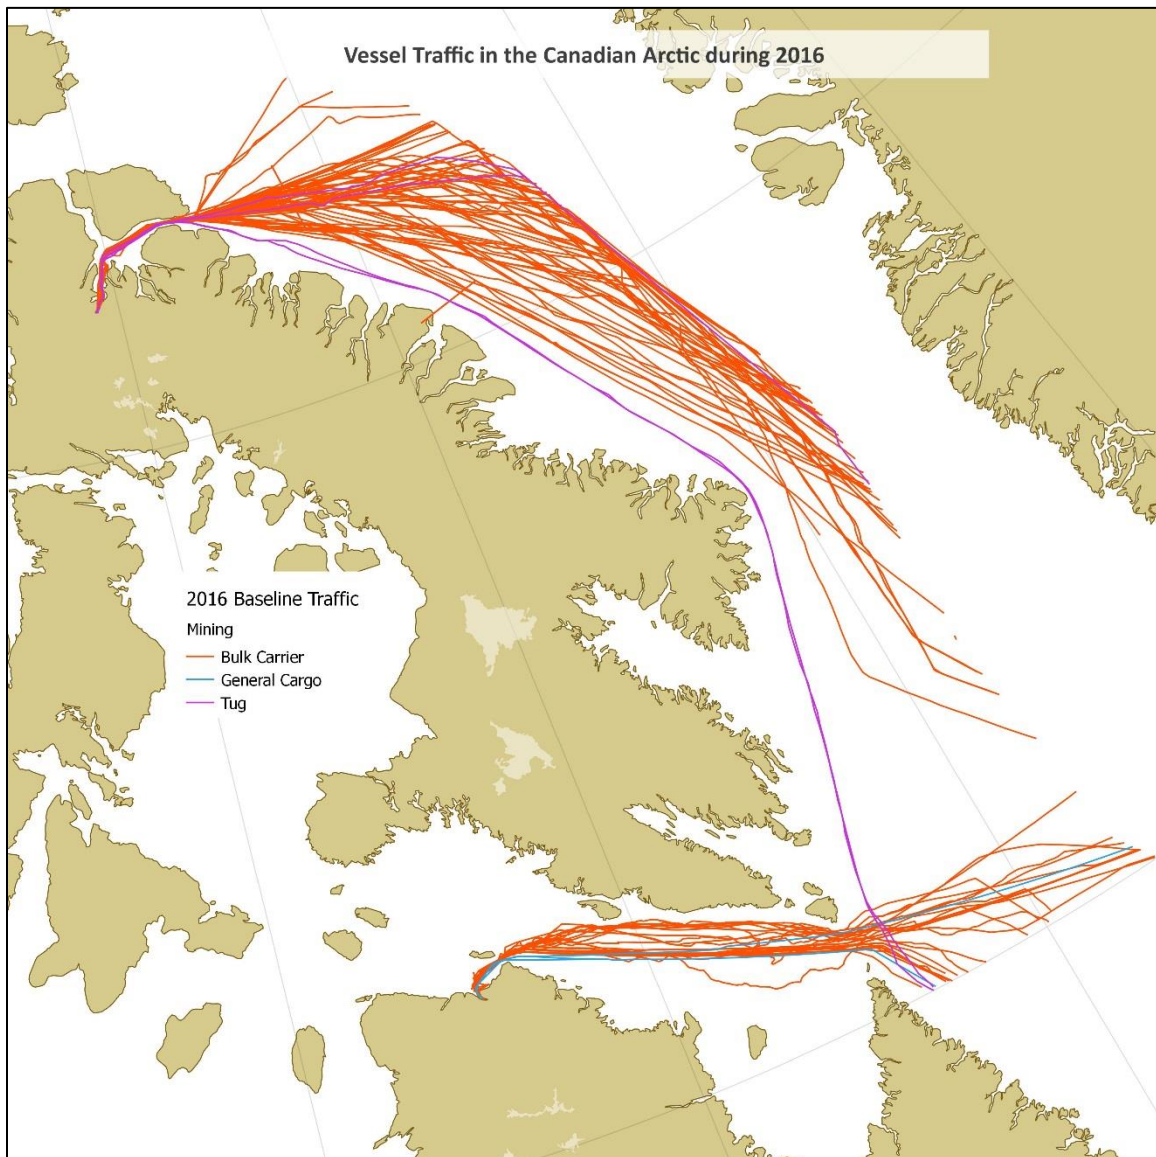 Vessel Traffic in the Canadian Arctic during 2016
2016 Baseline Traffic
Mining
Bulk Carrier
General Cargo
Tug